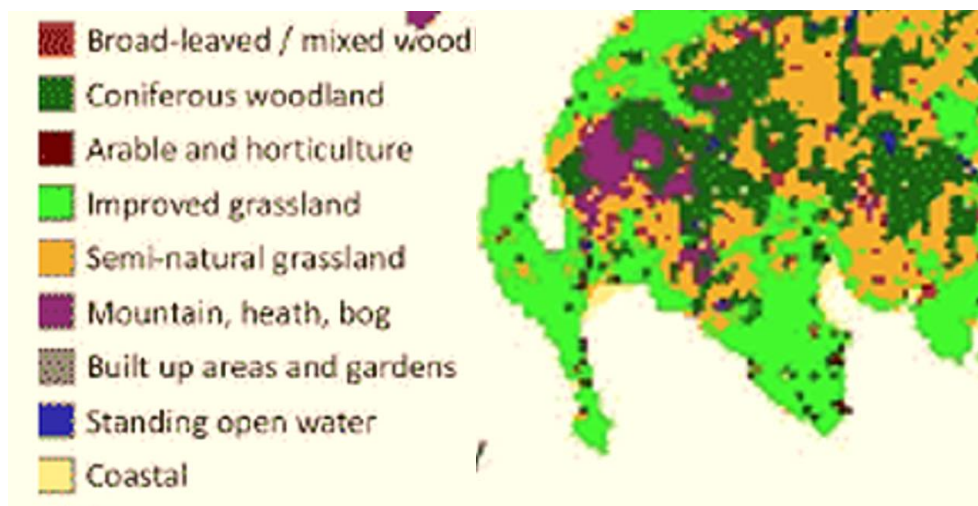 Broad-leaved / mixed wood
Coniferous woodland
Arable and horticulture
Improved grassland
Semi-natural grassland
Mountain, heath, bog
Built up areas and gardens
Standing open water
Coastal